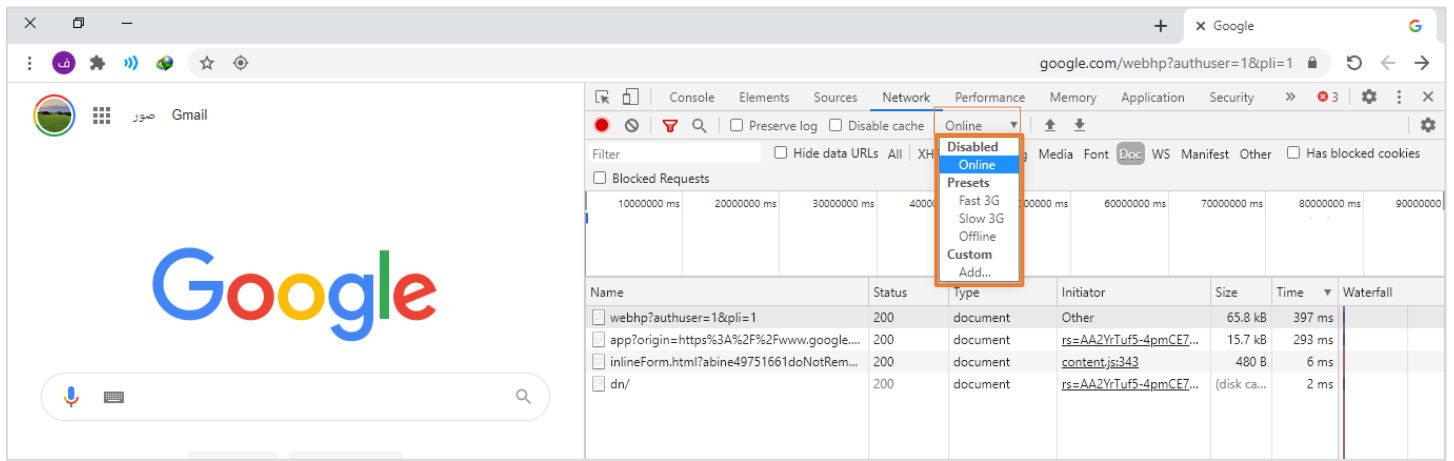 Google
ف
google.com/webhp?authuser=1&pli=1
صور Gmail
Console Elements Sources Network Performance Memory Application Security » 3
Preserve log Disable cache Online
Filter Hide data URLs All XH g Media Font Doc WS Manifest Other Has blocked cookies
Blocked Requests
Disabled
Online
Presets
Fast 3G
Slow 3G
Offline
Custom
Add...
10000000 ms 20000000 ms 30000000 ms 4000 000 ms 60000000 ms 70000000 ms 80000000 ms 90000000
Google
Name Status Type Initiator Size Time Waterfall
webhp?authuser=1&pli=1 200 document Other 65.8 kB 397 ms
app?origin=https%3A%2F%2Fwww.google.... 200 document rs=AA2YrTuf5-4pmCE7... 15.7 kB 293 ms
inlineForm.html?abine49751661doNotRem... 200 document content.js:343 480 B 6 ms
dn/ 200 document rs=AA2YrTuf5-4pmCE7... (disk ca... 2 ms